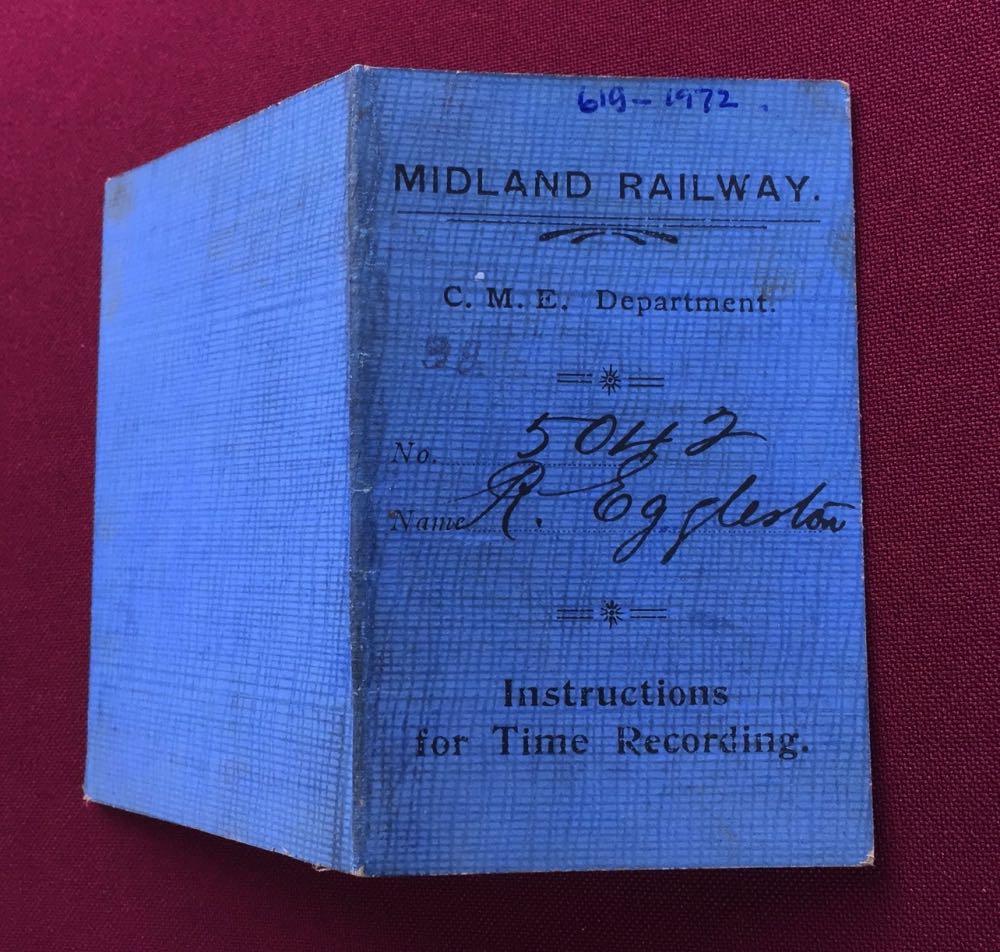 619-1972.
MIDLAND RAILWAY.
C. M. E. Department.
No. 5042
Name R. Eggleston
Instructions
for Time Recording.